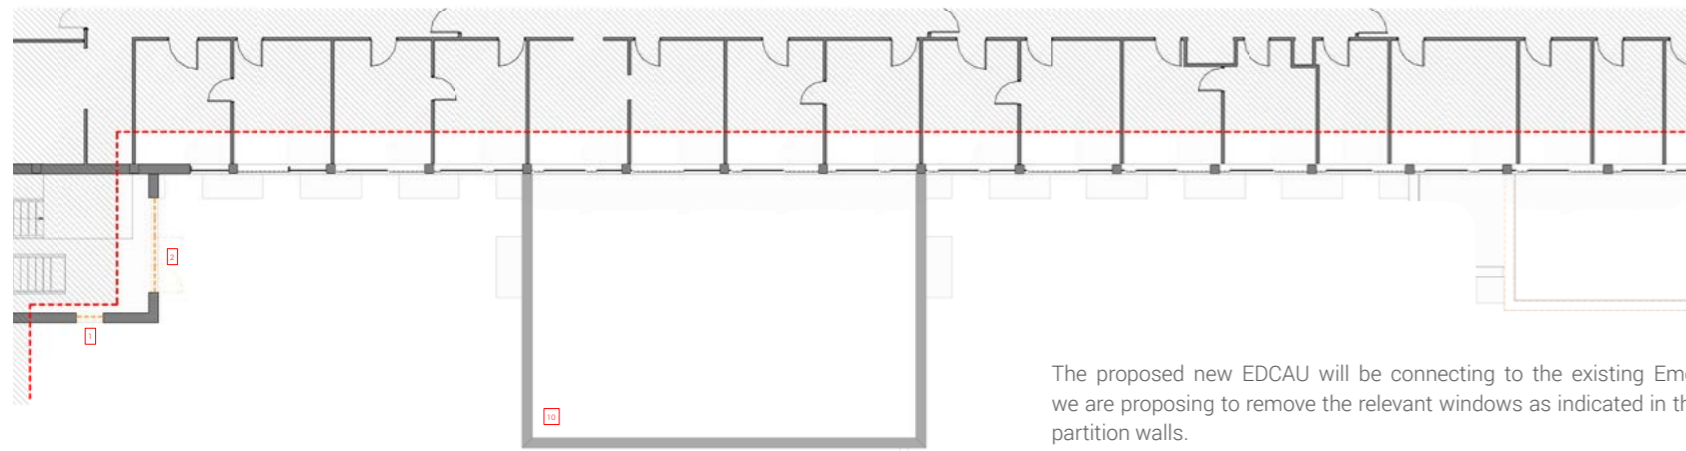 2
1
10
The proposed new EDCAU will be connecting to the existing
we are proposing to remove the relevant windows as indicated in
partition walls.